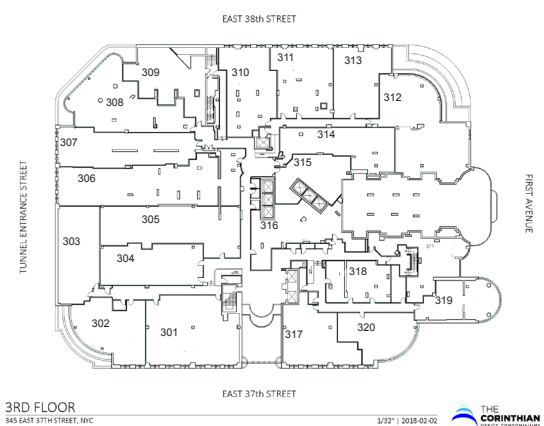 EAST 38th STREET
311
313
309
310
308
312
307
314
315
306
305
316
303
304
318
319
302
301
317
320
TUNNEL ENTRANCE STREET
FIRST AVENUE
EAST 37th STREET
3RD FLOOR
345 EAST 37TH STREET, NYC
1/32" | 2018-02-02
THE
CORINTHIAN
OFFICE CONDOMINIUMS